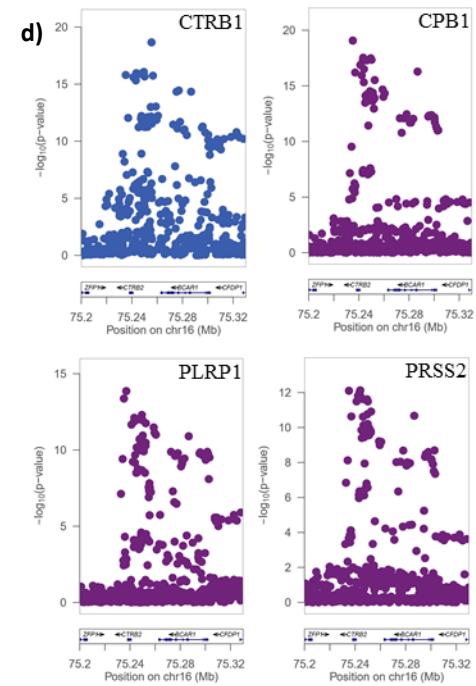 d)
CTRB1
20
15
10
5
0
−log10(p−value)
ZFP1 CTRB2 BCAR1 CFDP1
75.2 75.24 75.28 75.32
Position on chr16 (Mb)
CPB1
20
15
10
5
0
−log10(p−value)
ZFP1 CTRB2 BCAR1 CFDP1
75.2 75.24 75.28 75.32
Position on chr16 (Mb)
PLRP1
15
10
5
0
−log10(p−value)
ZFP1 CTRB2 BCAR1 CFDP1
75.2 75.24 75.28 75.32
Position on chr16 (Mb)
PRSS2
12
10
8
6
4
2
0
−log10(p−value)
ZFP1 CTRB2 BCAR1 CFDP1
75.2 75.24 75.28 75.32
Position on chr16 (Mb)